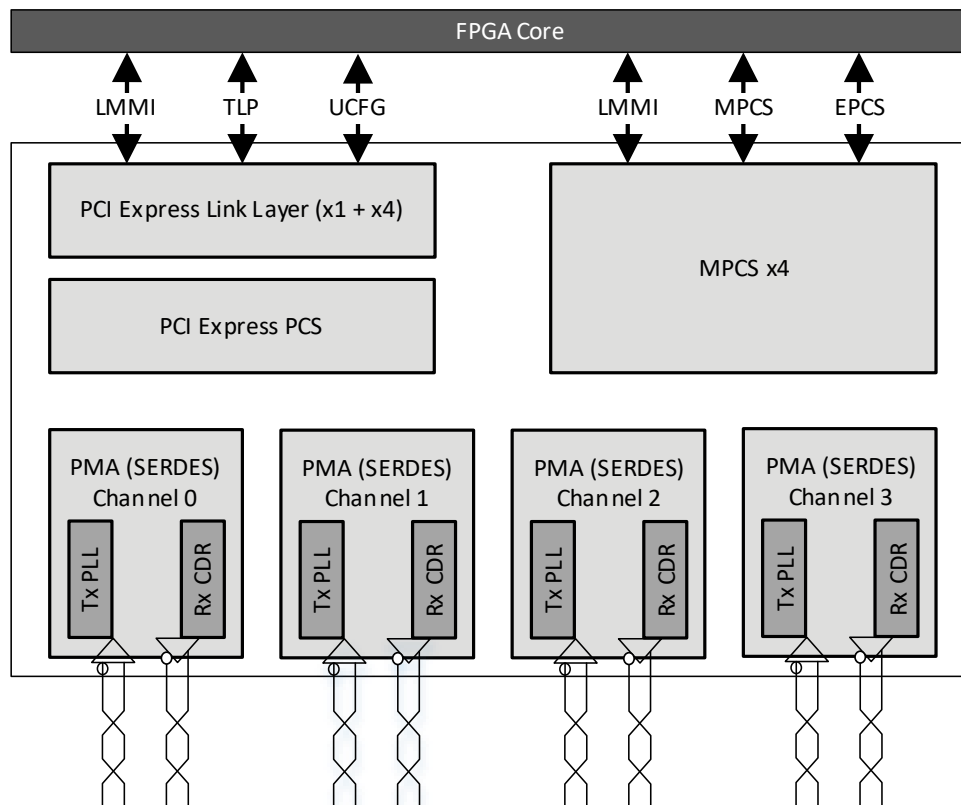 FPGA Core
LMMI TLP UCFG LMMI MPCS EPCS
PCI Express Link Layer (x1 + x4)
MPCS x4
PCI Express PCS
PMA (SERDES)
Channel 0
Tx PLL
Rx CDR
PMA (SERDES)
Channel 1
Tx PLL
Rx CDR
PMA (SERDES)
Channel 2
Tx PLL
Rx CDR
PMA (SERDES)
Channel 3
Tx PLL
Rx CDR